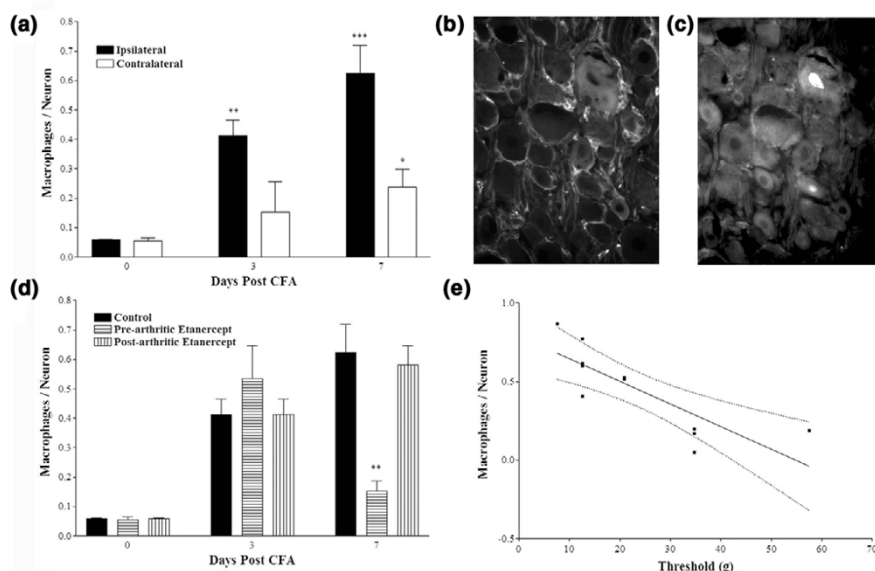 (a)
0.8
0.7
0.6
0.5
0.4
0.3
0.2
0.1
0.0
Macrophages / Neuron
Ipsilateral
Contralateral
**
***
*
0
3
7
Days Post CFA
(b)
(c)
(d)
0.8
0.7
0.6
0.5
0.4
0.3
0.2
0.1
0.0
Macrophages / Neuron
Control
Pre-arthritic Etanercept
Post-arthritic Etanercept
**
0
3
7
Days Post CFA
(e)
1.0
0.5
0.0
-0.5
Macrophages / Neuron
0
10
20
30
40
50
60
70
Threshold (g)